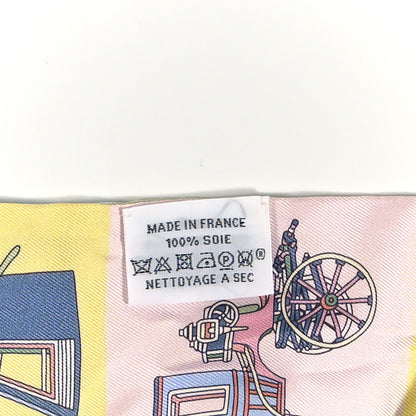 MADE IN FRANCE
100% SOIE
NETTOYAGE A SEC